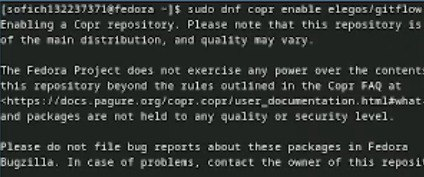 [sofich132237371@fedora ~]$ sudo dnf copr enable elegos/gitflow
Enabling a Copr repository. Please note that this repository is
of the main distribution, and quality may vary.
The Fedora Project does not exercise any power over the content
this repository beyond the rules outlined in the Copr FAQ at
<https://docs.pagure.org/copr.copr/user_documentation.html#what-
and packages are not held to any quality or security level.
Please do not file bug reports about these packages in Fedora
Bugzilla. In case of problems, contact the owner of this reposit